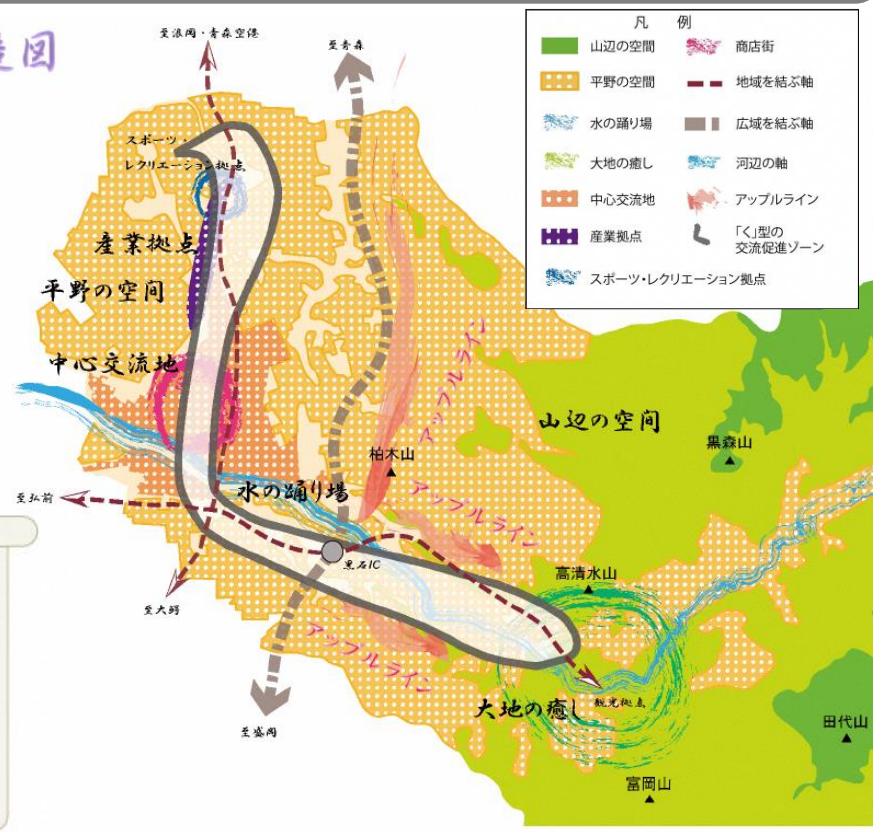 図
至浪岡・青森空港
至青森
凡 例
山辺の空間
商店街
平野の空間
地域を結ぶ軸
水の踊り場
広域を結ぶ軸
大地の癒し
河辺の軸
中心交流地
アップルライン
産業拠点
「く」型の
交流促進ゾーン
スポーツ・レクリエーション拠点
スポーツ・
レクリエーション拠点
産業拠点
平野の空間
中心交流地
アップルライン
山辺の空間
黒森山
柏木山
至弘前
水の踊り場
アップルライン
黒石IC
高清水山
至大鰐
アップルライン
大地の癒し
観光拠点
至盛岡
田代山
富岡山